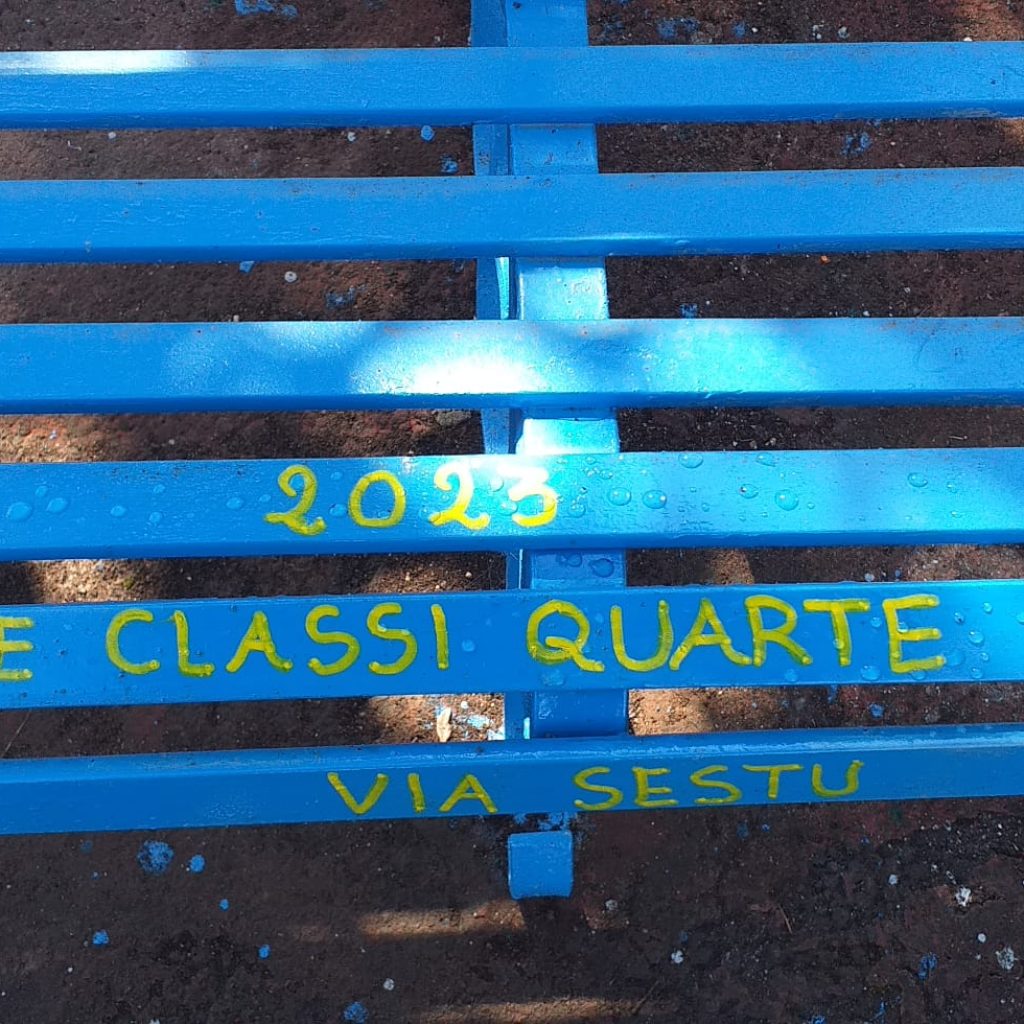 2023
E CLASSI QUARTE
VIA SESTU